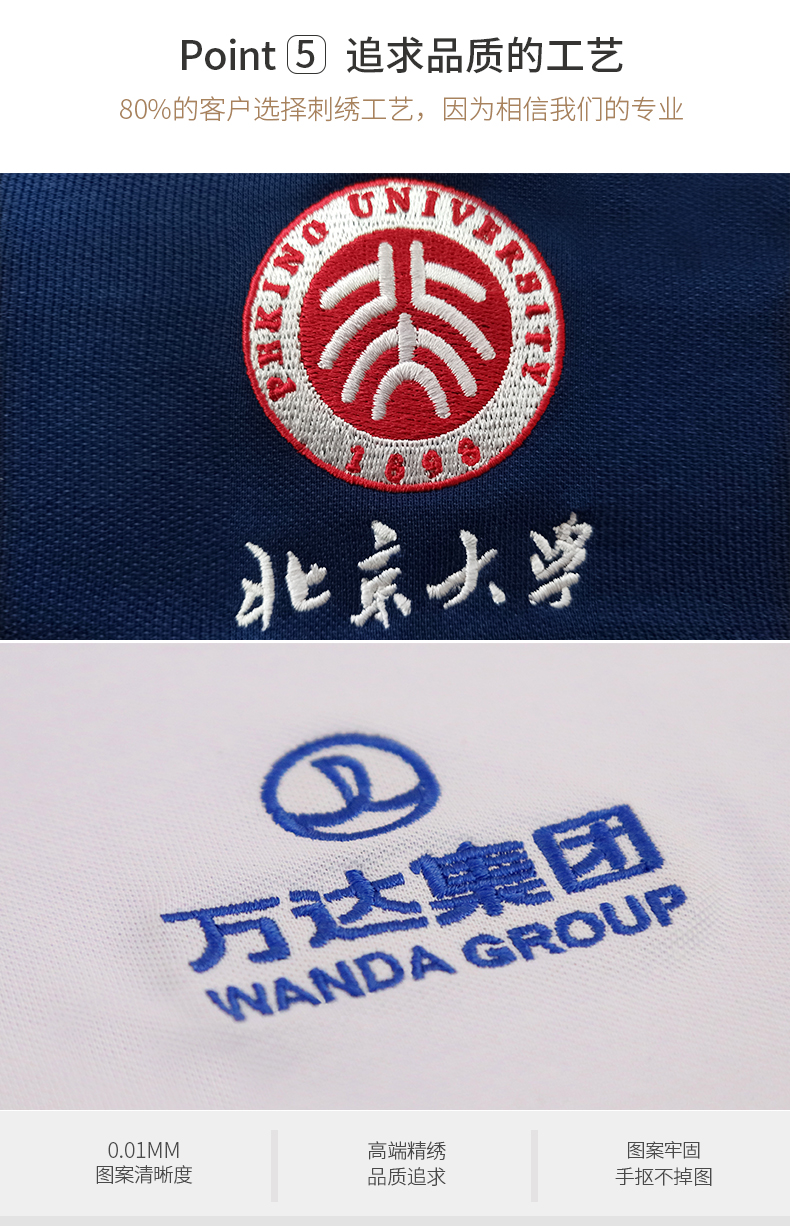 Point 5 追求品质的工艺
80%的客户选择刺绣工艺，因为相信我们的专业
PEKING UNIVERSITY
1898
北京大学
万达集团
WANDA GROUP
0.01MM
图案清晰度
高端精绣
品质追求
图案牢固
手抠不掉图